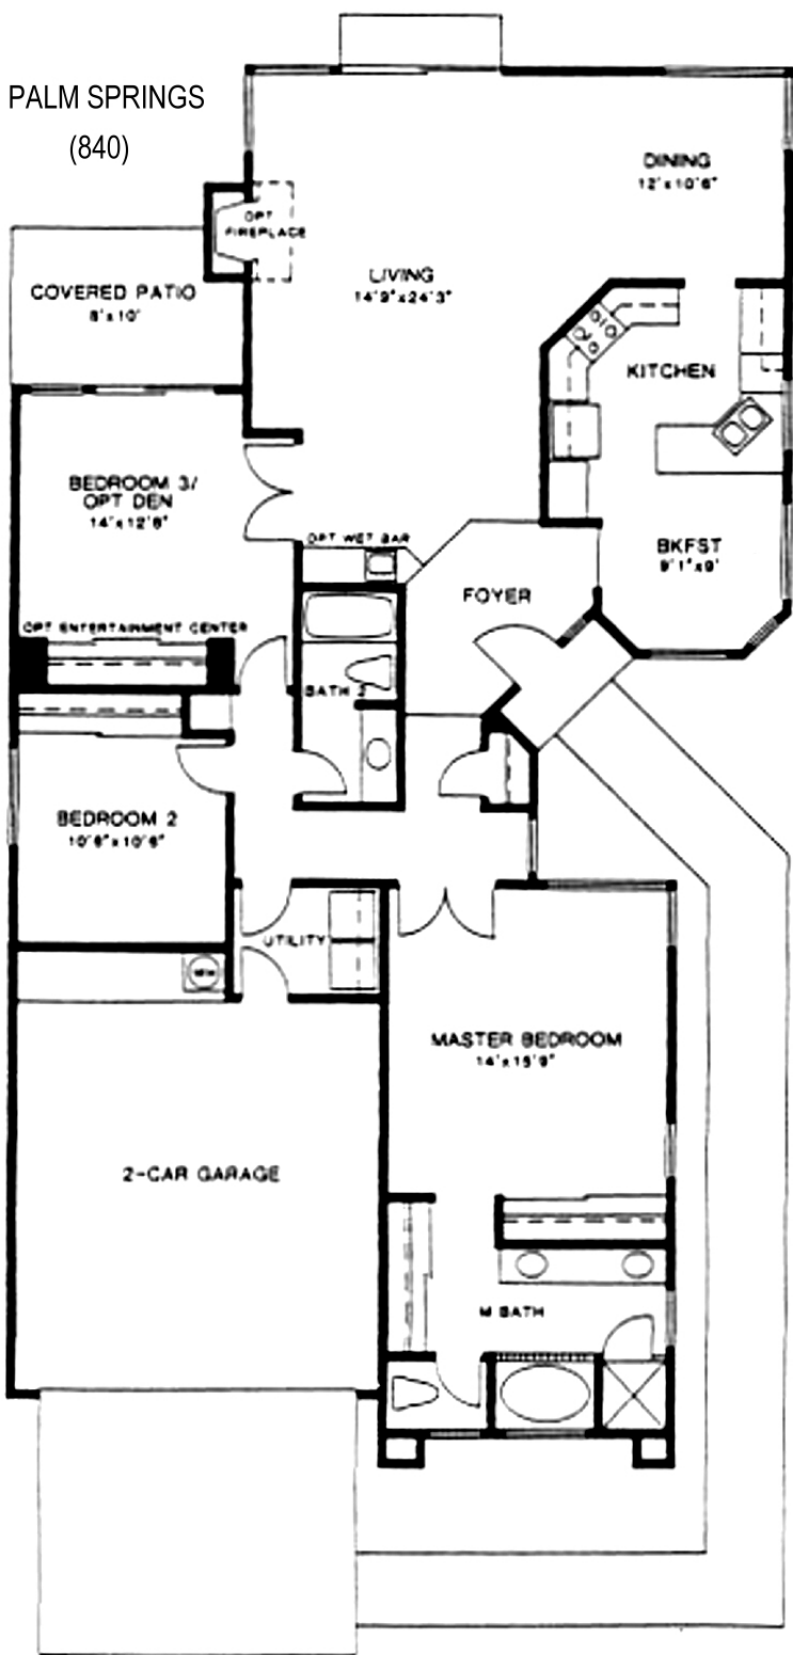 PALM SPRINGS
(840)
DINING
12'x10'6"
OPT
FIREPLACE
LIVING
14'9"x24'3"
COVERED PATIO
8'x10'
KITCHEN
BEDROOM 3/
OPT DEN
14'x12'8"
OPT WET BAR
BKFST
9'1"x9'
FOYER
OPT ENTERTAINMENT CENTER
BATH 2
BEDROOM 2
10'8"x10'6"
UTILITY
MASTER BEDROOM
14'x15'9"
2-CAR GARAGE
M BATH